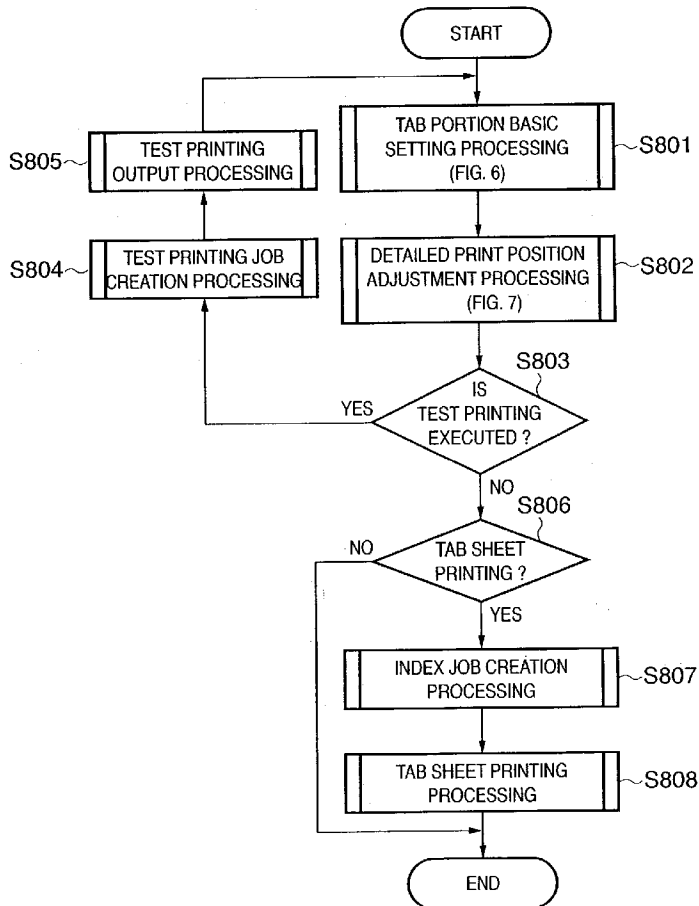 START
TAB PORTION BASIC
SETTING PROCESSING
(FIG. 6)
S801
TEST PRINTING
OUTPUT PROCESSING
S805
DETAILED PRINT POSITION
ADJUSTMENT PROCESSING
(FIG. 7)
S802
TEST PRINTING JOB
CREATION PROCESSING
S804
S803
IS
TEST PRINTING
EXECUTED ?
YES
NO
S806
TAB SHEET
PRINTING ?
NO
YES
INDEX JOB CREATION
PROCESSING
S807
TAB SHEET PRINTING
PROCESSING
S808
END